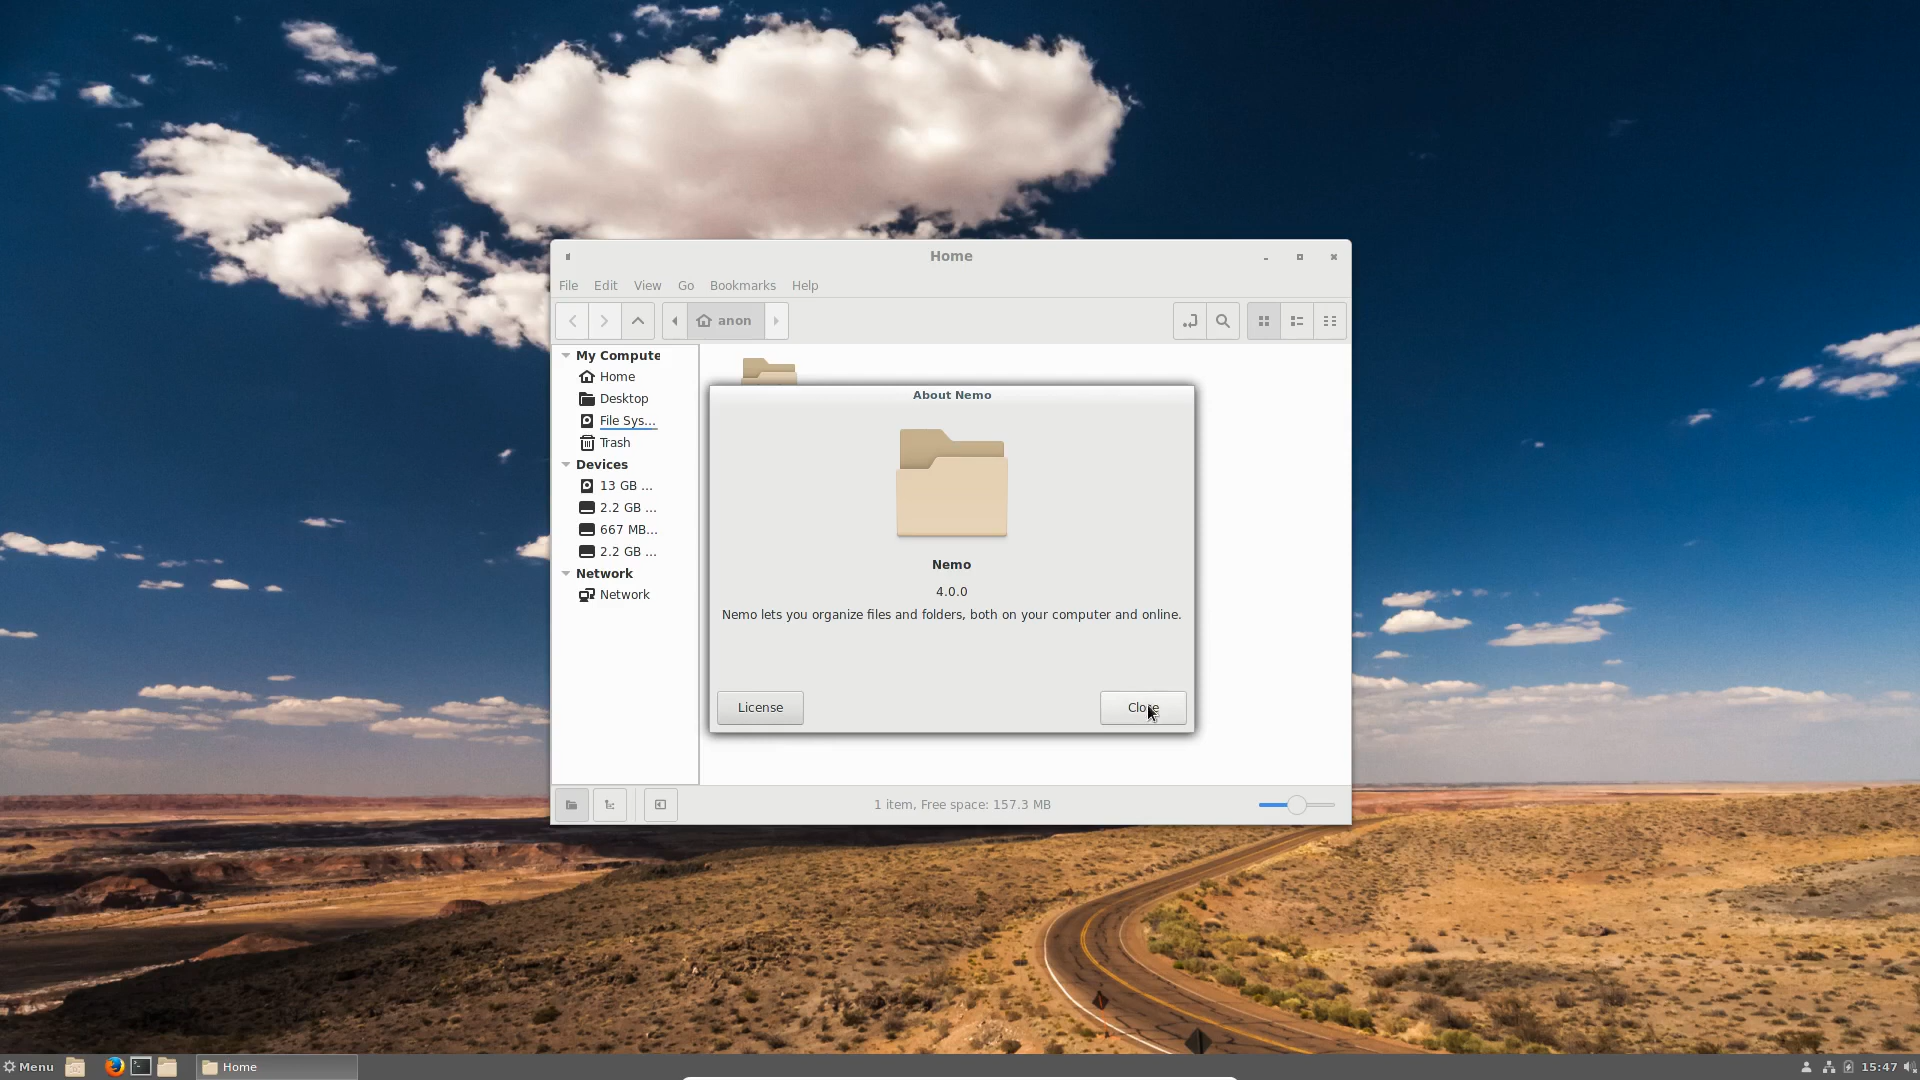 Home
File Edit View Go Bookmarks Help
anon
My Compute
Home
Desktop
File Sys...
Trash
Devices
13 GB ...
2.2 GB ...
667 MB...
2.2 GB ...
Network
Network
About Nemo
Nemo
4.0.0
Nemo lets you organize files and folders, both on your computer and online.
License
Close
1 item, Free space: 157.3 MB
Menu
Home
15:47